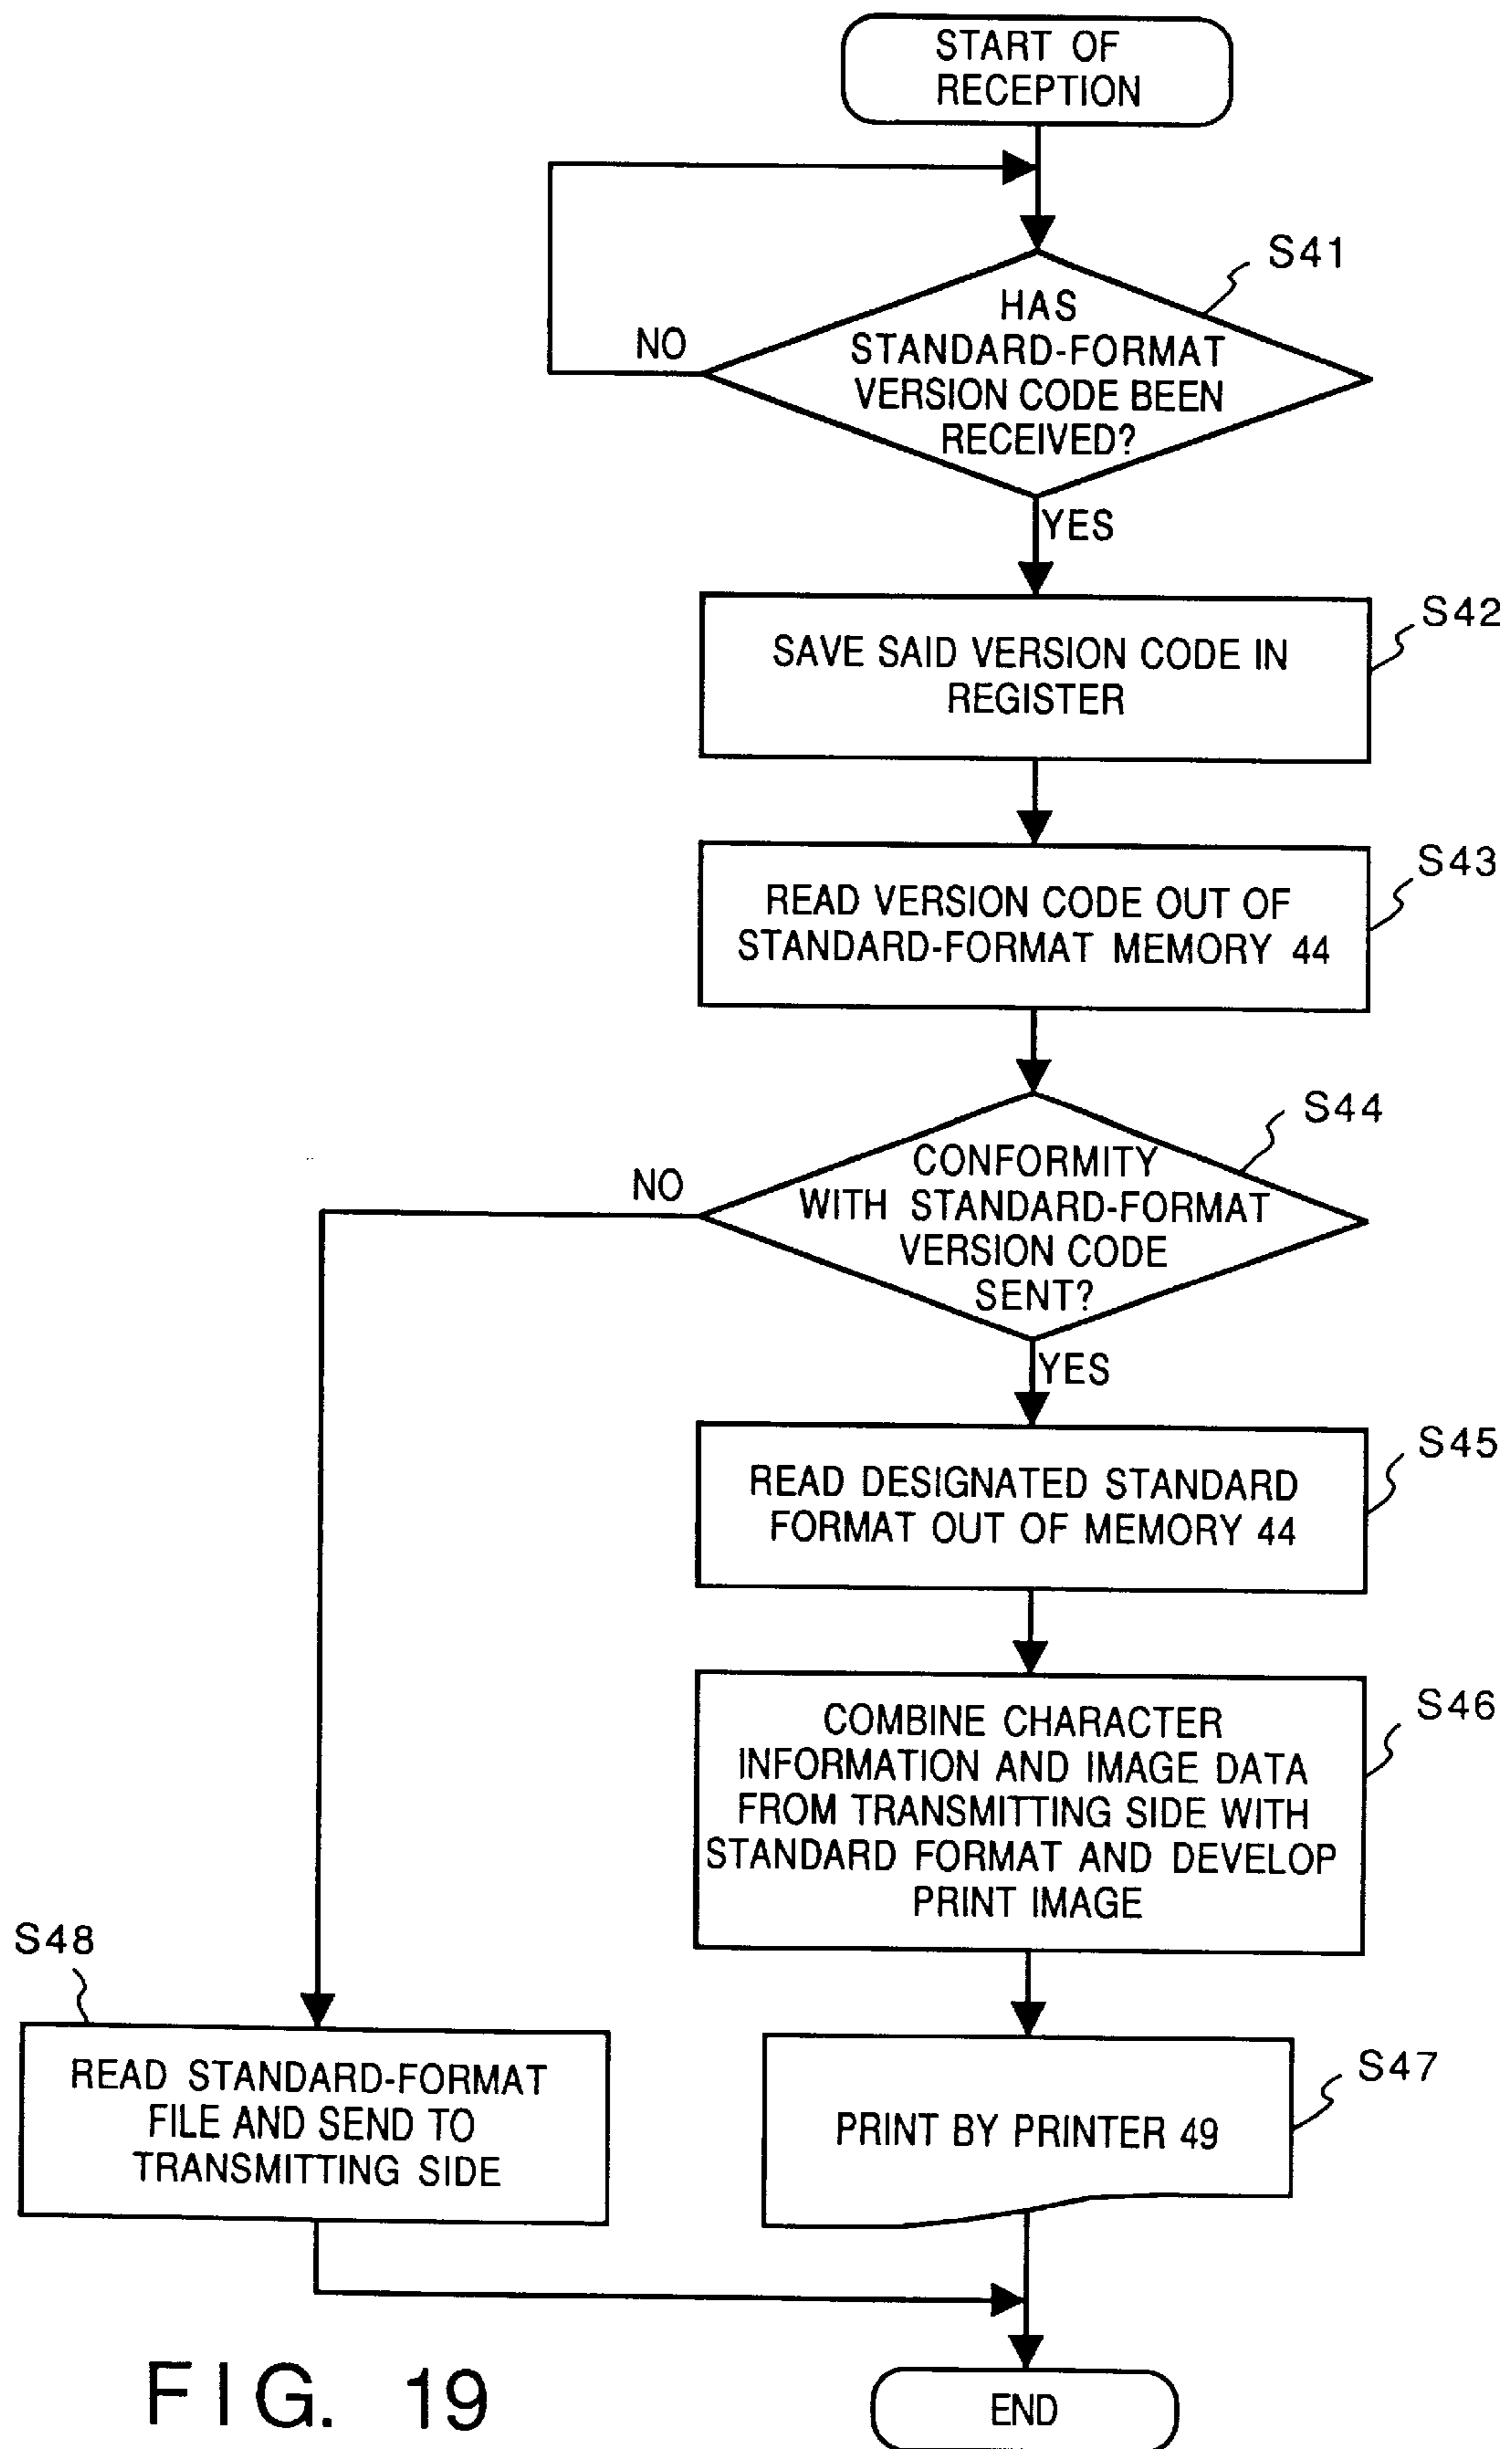 START OF
RECEPTION
S41
HAS
STANDARD-FORMAT
VERSION CODE BEEN
RECEIVED?
NO
YES
S42
SAVE SAID VERSION CODE IN
REGISTER
S43
READ VERSION CODE OUT OF
STANDARD-FORMAT MEMORY 44
S44
CONFORMITY
WITH STANDARD-FORMAT
VERSION CODE
SENT?
NO
YES
S45
READ DESIGNATED STANDARD
FORMAT OUT OF MEMORY 44
S46
COMBINE CHARACTER
INFORMATION AND IMAGE DATA
FROM TRANSMITTING SIDE WITH
STANDARD FORMAT AND DEVELOP
PRINT IMAGE
S48
READ STANDARD-FORMAT
FILE AND SEND TO
TRANSMITTING SIDE
S47
PRINT BY PRINTER 49
END
FIG. 19